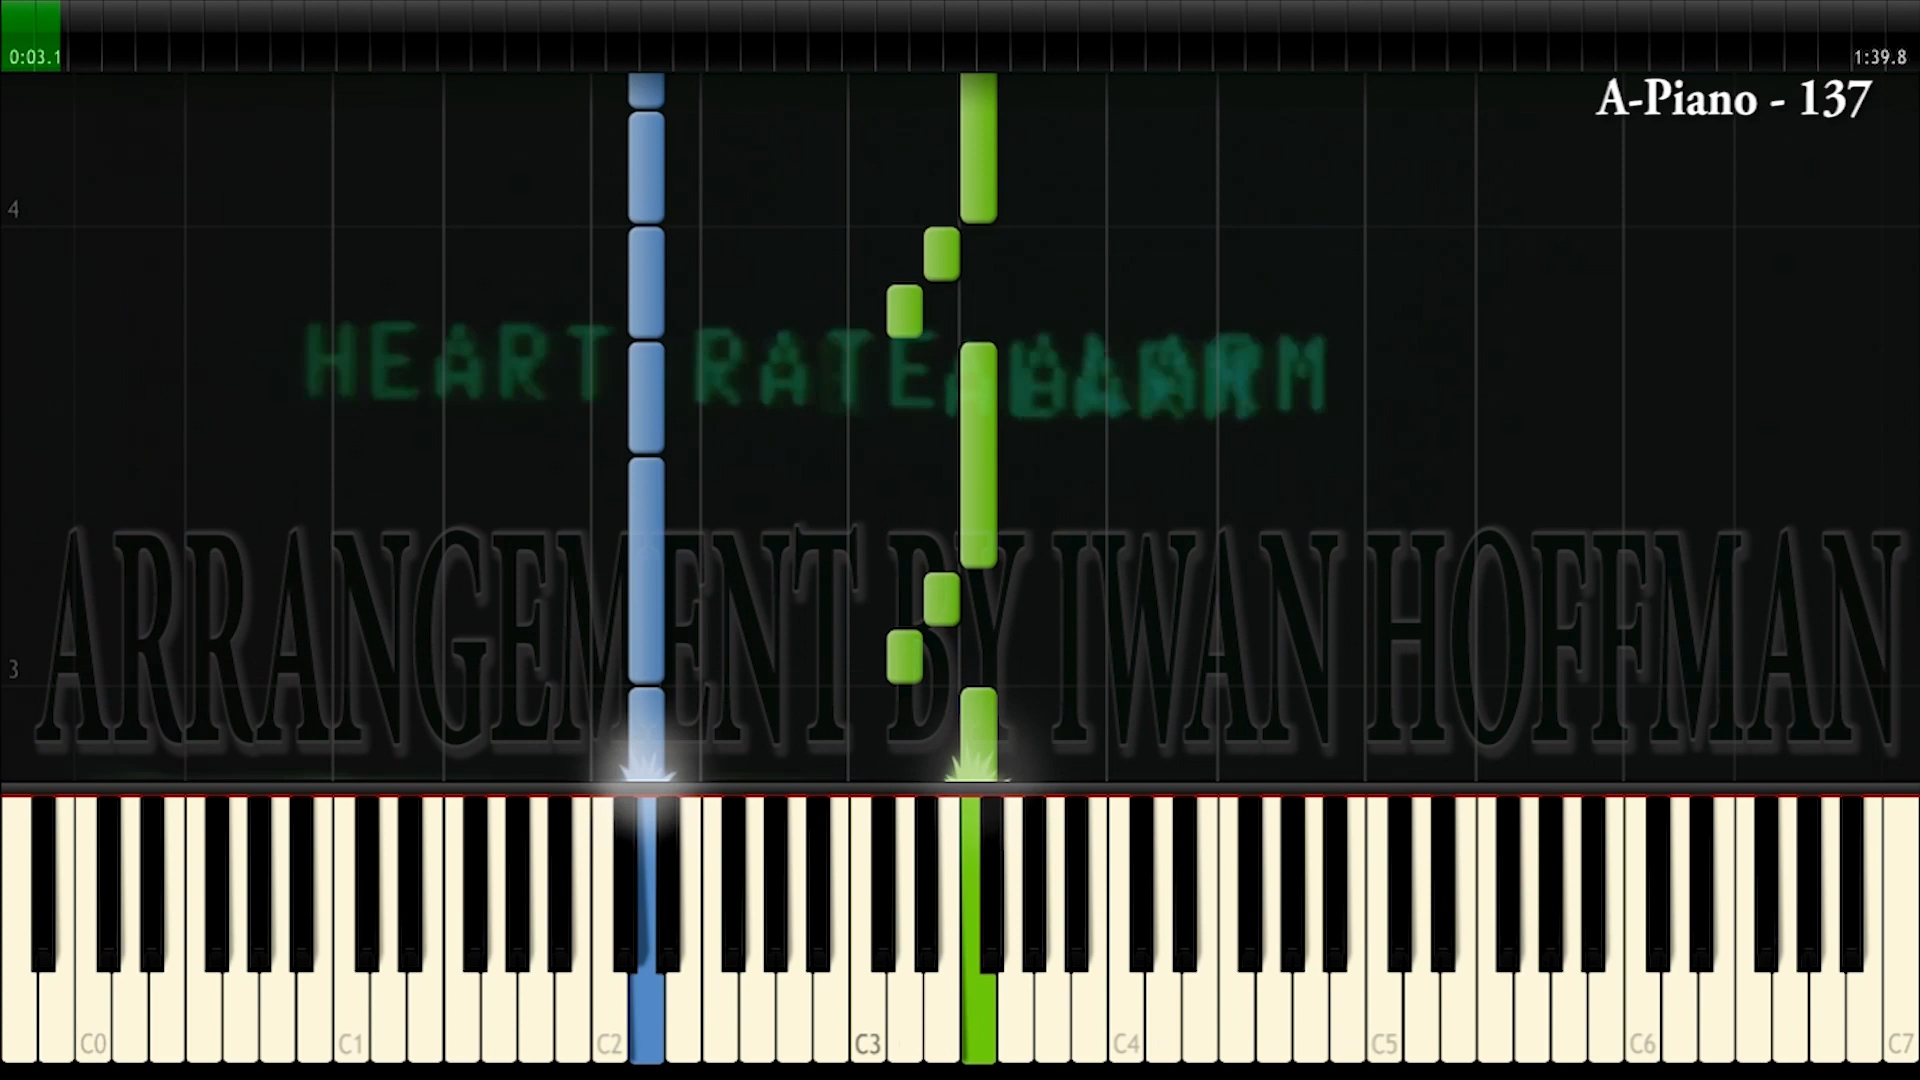 0:03.1
1:39.8
A-Piano - 137
4
HEART RATE
ARRANGEMENT BY IWAN HOFFMAN
3
C0 C1 C2 C3 C4 C5 C6 C7